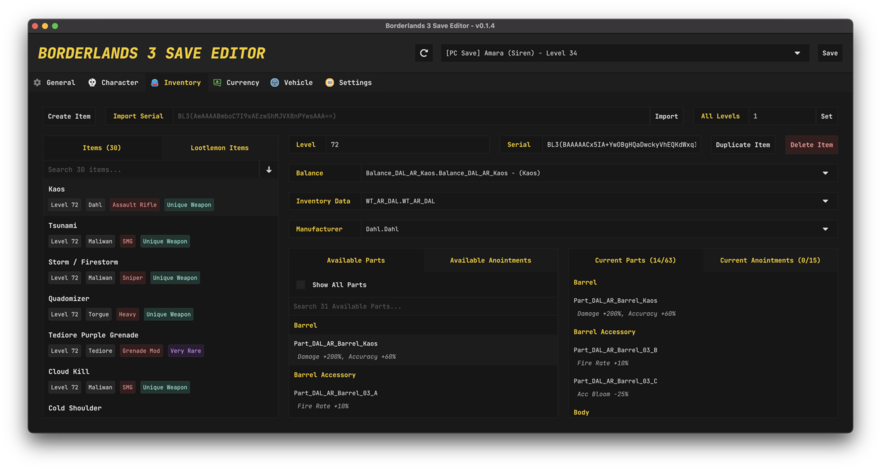 Borderlands 3 Save Editor - v0.1.4
BORDERLANDS 3 SAVE EDITOR
[PC Save] Amara (Siren) - Level 34
Save
General Character Inventory Currency Vehicle Settings
Create Item Import Serial Import All Levels 1 Set
Items (30) Lootlemon Items
Search 30 items...
Kaos
Level 72 Dahl Assault Rifle Unique Weapon
Tsunami
Level 72 Maliwan SMG Unique Weapon
Storm / Firestorm
Level 72 Maliwan Sniper Unique Weapon
Quadomizer
Level 72 Torgue Heavy Unique Weapon
Tediore Purple Grenade
Level 72 Tediore Grenade Mod Very Rare
Cloud Kill
Level 72 Maliwan SMG Unique Weapon
Cold Shoulder
Level 72 Serial Duplicate Item Delete Item
Balance Balance_DAL_AR_Kaos.Balance_DAL_AR_Kaos - (Kaos)
Inventory Data WT_AR_DAL.WT_AR_DAL
Manufacturer Dahl.Dahl
Available Parts Available Anointments
Show All Parts
Search 31 Available Parts...
Barrel
Part_DAL_AR_Barrel_Kaos
Damage +200%, Accuracy +60%
Barrel Accessory
Part_DAL_AR_Barrel_03_A
Fire Rate +10%
Current Parts (14/63) Current Anointments (0/15)
Barrel
Part_DAL_AR_Barrel_Kaos
Damage +200%, Accuracy +60%
Barrel Accessory
Part_DAL_AR_Barrel_03_B
Fire Rate +10%
Part_DAL_AR_Barrel_03_C
Acc Bloom -25%
Body